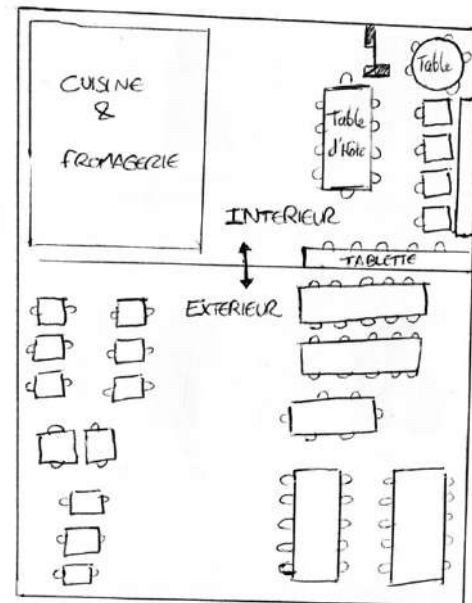 CUISINE
&
FROMAGERIE
Table
Table
d'Hôte
INTERIEUR
TABLETTE
EXTERIEUR